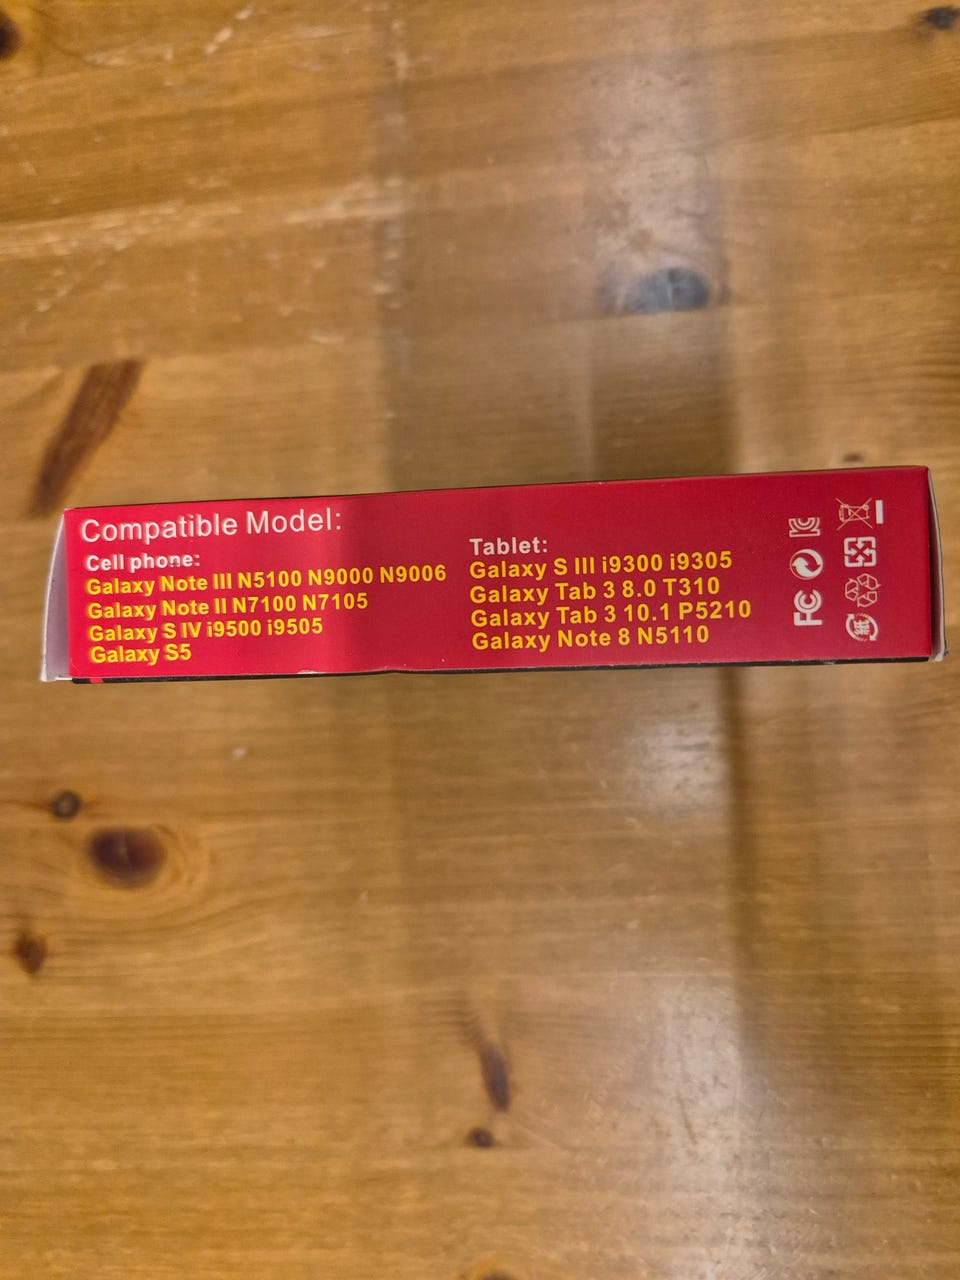 Compatible Model:
Cell phone:
Galaxy Note III N5100 N9000 N9006
Galaxy Note II N7100 N7105
Galaxy S IV i9500 i9505
Galaxy S5
Tablet:
Galaxy S III i9300 i9305
Galaxy Tab 3 8.0 T310
Galaxy Tab 3 10.1 P5210
Galaxy Note 8 N5110
FC
紙